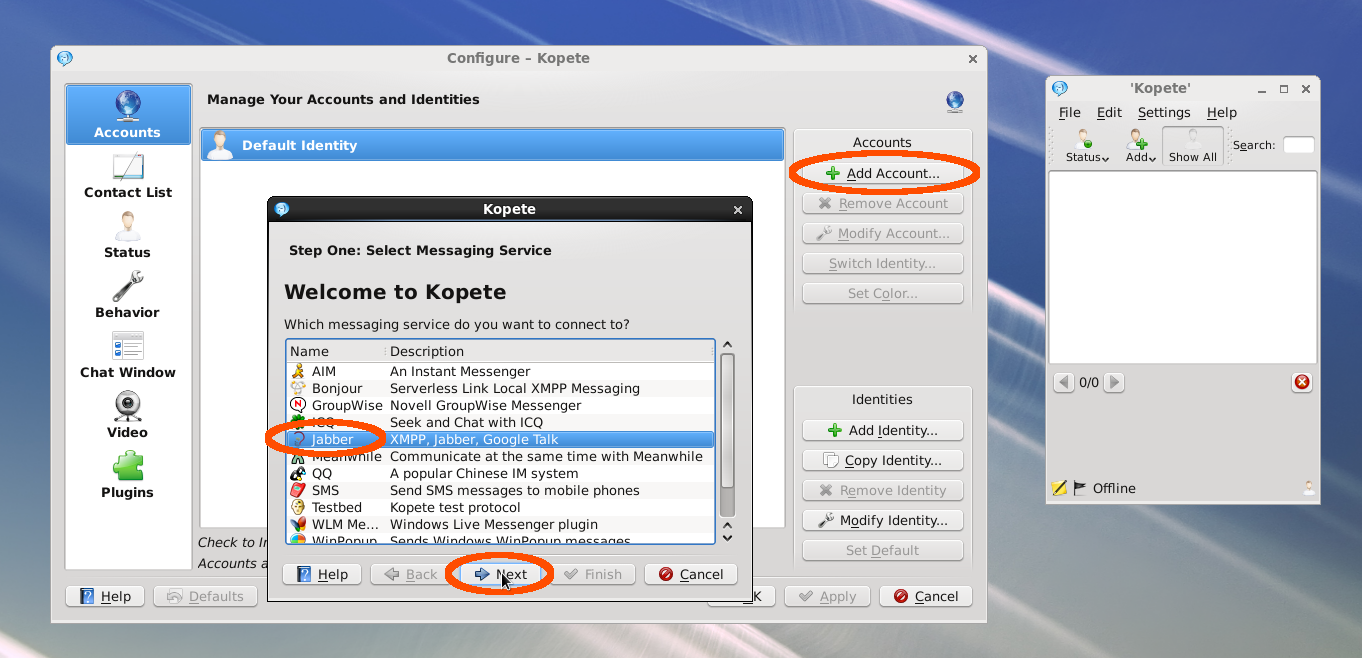 Configure – Kopete
Accounts
Contact List
Status
Behavior
Chat Window
Video
Plugins
Manage Your Accounts and Identities
Default Identity
Accounts
Add Account...
Remove Account
Modify Account...
Switch Identity...
Set Color...
Identities
Add Identity...
Copy Identity...
Remove Identity
Modify Identity...
Set Default
Check to
Accounts
Help
Defaults
Apply
Cancel
Kopete
Step One: Select Messaging Service
Welcome to Kopete
Which messaging service do you want to connect to?
Name Description
AIM An Instant Messenger
Bonjour Serverless Link Local XMPP Messaging
GroupWise Novell GroupWise Messenger
ICQ Seek and Chat with ICQ
Jabber XMPP, Jabber, Google Talk
Meanwhile Communicate at the same time with Meanwhile
QQ A popular Chinese IM system
SMS Send SMS messages to mobile phones
Testbed Kopete test protocol
WLM Me... Windows Live Messenger plugin
WinPopup Sends Windows WinPopup messages
Help
Back
Next
Finish
Cancel
'Kopete'
File Edit Settings Help
Status Add Show All Search:
0/0
Offline